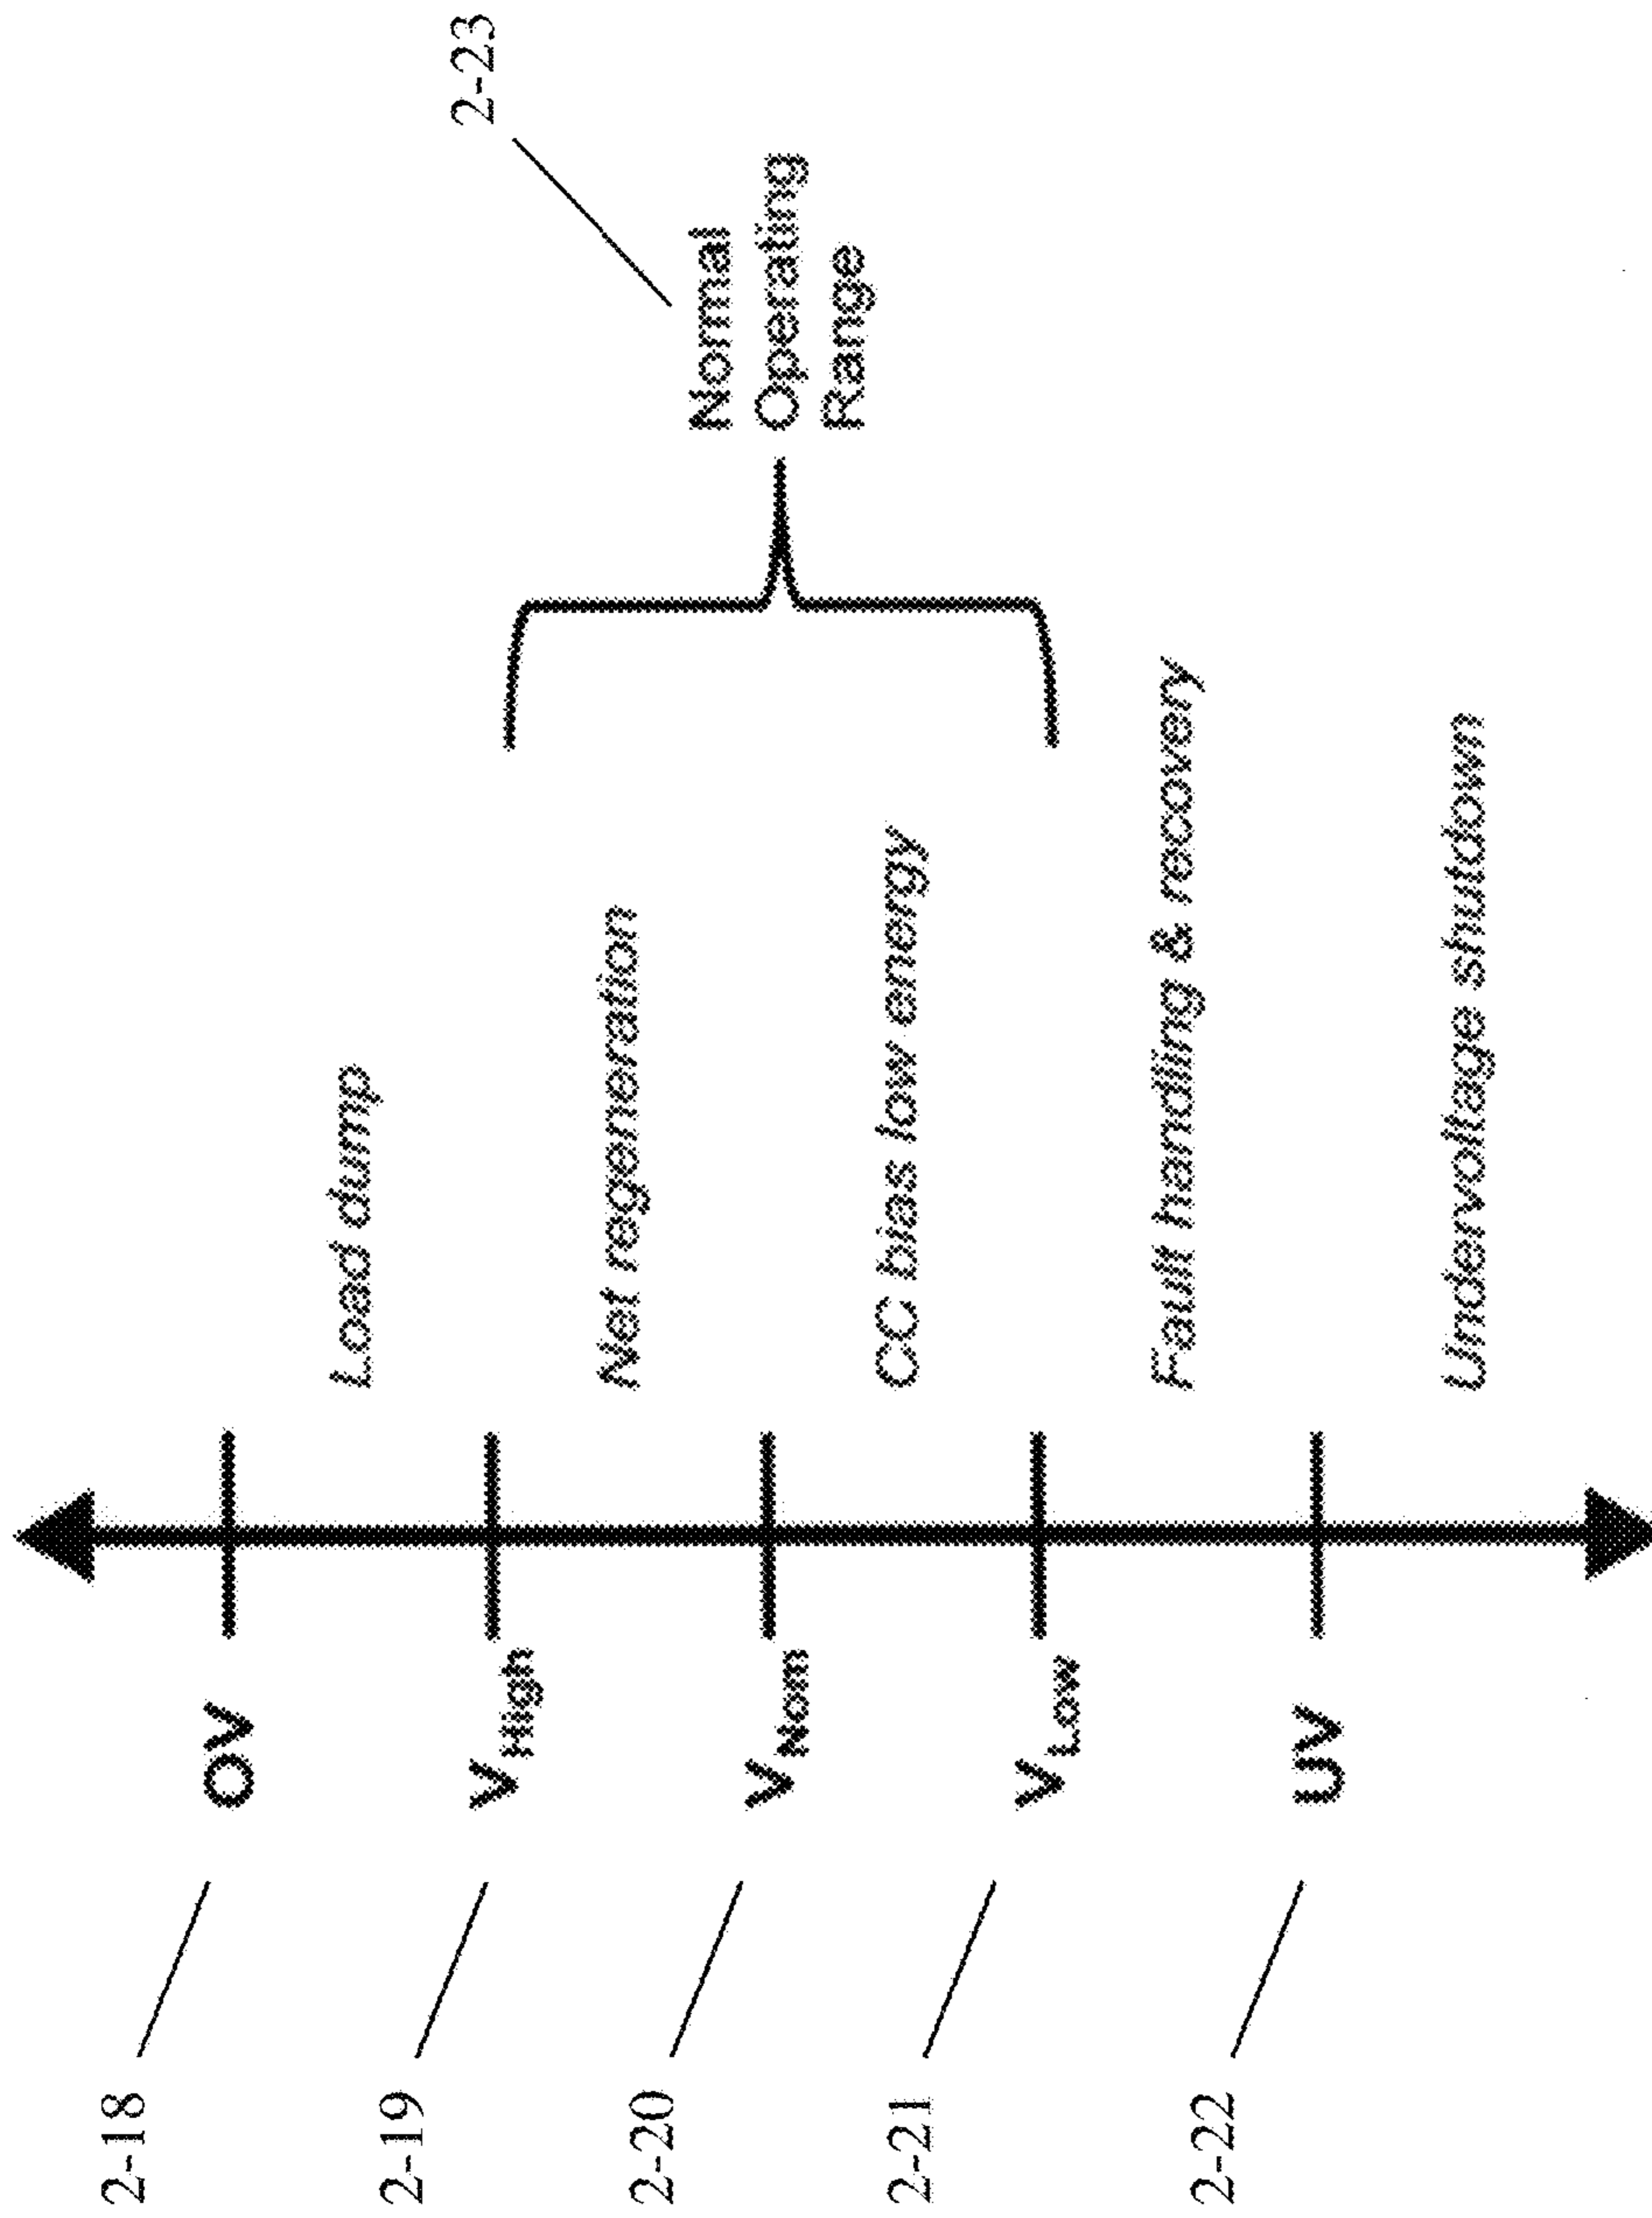 2-18
OV
Load dump
2-19
VHigh
Net regeneration
2-23
Normal
Operating
Range
2-20
VNom
CC bias low energy
2-21
VLow
Fault handling & recovery
2-22
UV
Undervoltage shutdown